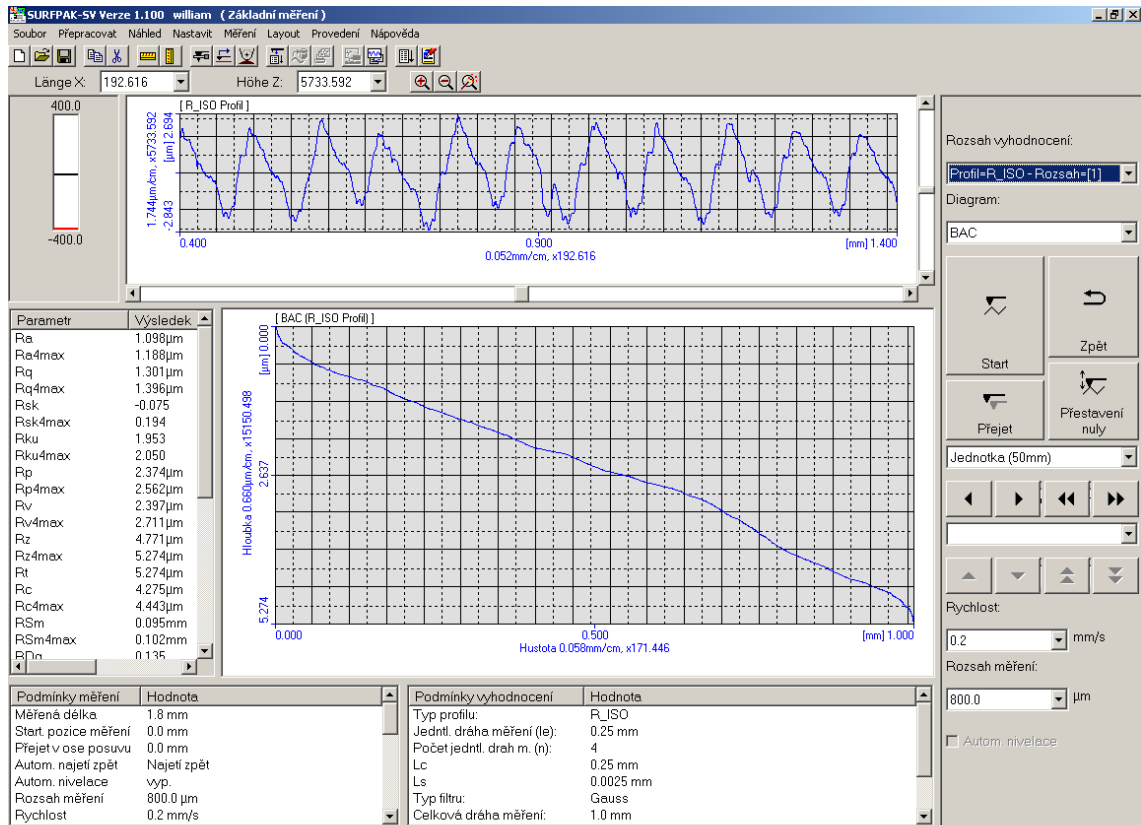 SURFPAK-SV Verze 1.100 william ( Základní měření )
Soubor Přepracovat Náhled Nastavit Měření Layout Provedení Nápověda
Länge X: 192.616 Höhe Z: 5733.592
400.0
-400.0
[ R_ISO Profil ]
1.744µm/cm, x5733.592
-2.843 [µm] 2.694
0.400 0.900 [mm] 1.400
0.052mm/cm, x192.616
Parametr Výsledek
Ra 1.098µm
Ra4max 1.188µm
Rq 1.301µm
Rq4max 1.396µm
Rsk -0.075
Rsk4max 0.194
Rku 1.953
Rku4max 2.050
Rp 2.374µm
Rp4max 2.562µm
Rv 2.397µm
Rv4max 2.711µm
Rz 4.771µm
Rz4max 5.274µm
Rt 5.274µm
Rc 4.275µm
Rc4max 4.443µm
RSm 0.095mm
RSm4max 0.102mm
RDq 0.135
[ BAC (R_ISO Profil) ]
Hloubka 0.660µm/cm, x15150.498
5.274 2.637 [µm] 0.000
0.000 0.500 [mm] 1.000
Hustota 0.058mm/cm, x171.446
Podmínky měření Hodnota
Měřená délka 1.8 mm
Start. pozice měření 0.0 mm
Přejet v ose posuvu 0.0 mm
Autom. najetí zpět Najetí zpět
Autom. nivelace vyp.
Rozsah měření 800.0 µm
Rychlost 0.2 mm/s
Podmínky vyhodnocení Hodnota
Typ profilu: R_ISO
Jedntl. dráha měření (le): 0.25 mm
Počet jedntl. drah m. (n): 4
Lc 0.25 mm
Ls 0.0025 mm
Typ filtru: Gauss
Celková dráha měření: 1.0 mm
Rozsah vyhodnocení:
Profil=R_ISO - Rozsah=[1]
Diagram:
BAC
Start
Zpět
Přejet
Přestavení
nuly
Jednotka (50mm)
Rychlost:
0.2 mm/s
Rozsah měření:
800.0 µm
Autom. nivelace